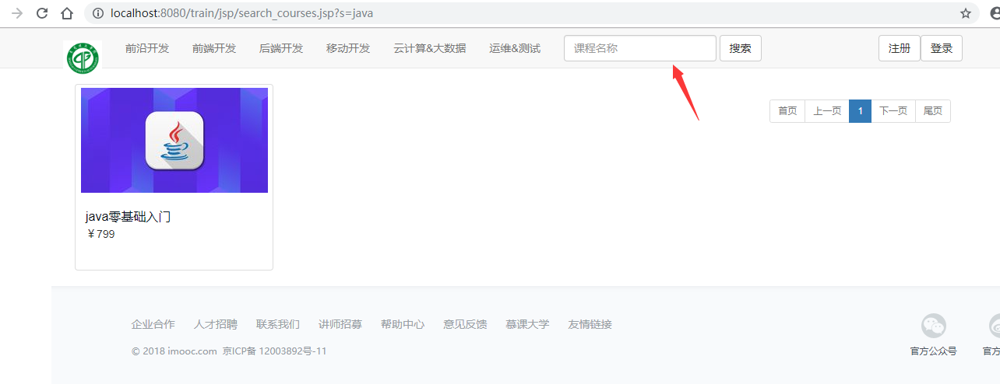 localhost:8080/train/jsp/search_courses.jsp?s=java
前沿开发 前端开发 后端开发 移动开发 云计算&大数据 运维&测试 课程名称 搜索 注册 登录
首页 上一页 1 下一页 尾页
java零基础入门
￥799
企业合作 人才招聘 联系我们 讲师招募 帮助中心 意见反馈 慕课大学 友情链接
© 2018 imooc.com 京ICP备 12003892号-11
官方公众号 官方